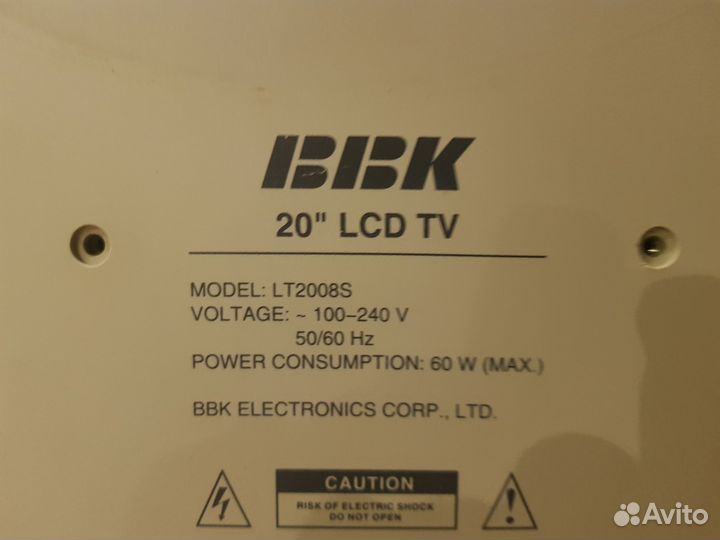 BBK
20" LCD TV
MODEL: LT2008S
VOLTAGE: ~ 100–240 V
50/60 Hz
POWER CONSUMPTION: 60 W (MAX.)
BBK ELECTRONICS CORP., LTD.
CAUTION
RISK OF ELECTRIC SHOCK
DO NOT OPEN
Avito